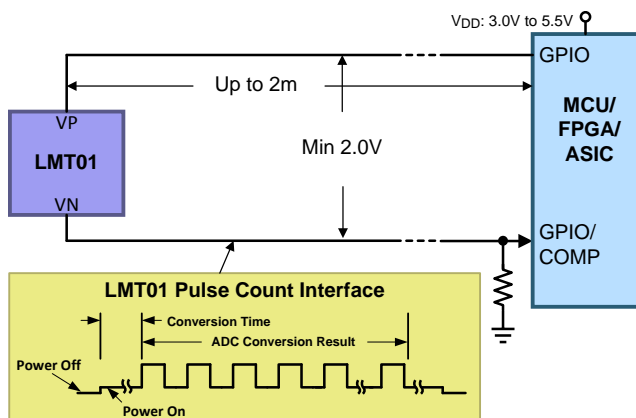 VDD: 3.0V to 5.5V
GPIO
Up to 2m
MCU/
FPGA/
ASIC
VP
LMT01
Min 2.0V
VN
GPIO/
COMP
LMT01 Pulse Count Interface
Conversion Time
ADC Conversion Result
Power Off
Power On